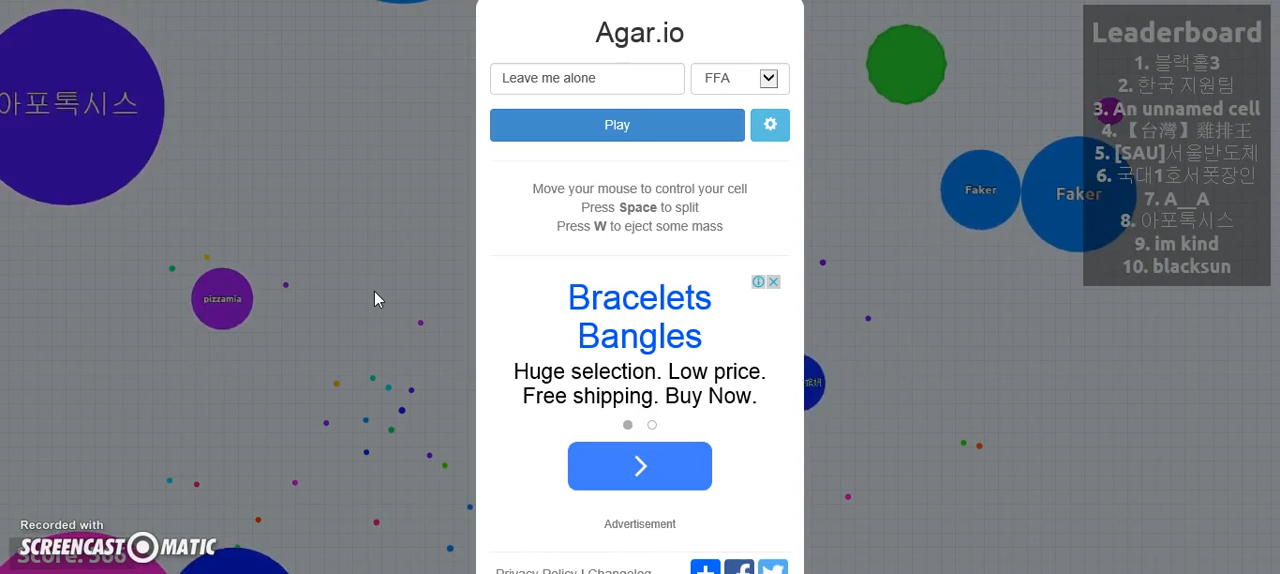 Agar.io
Leave me alone
FFA
Play
Move your mouse to control your cell
Press Space to split
Press W to eject some mass
Bracelets
Bangles
Huge selection. Low price.
Free shipping. Buy Now.
Advertisement
Privacy Policy | Changelog
아포톡시스
pizzamia
Faker
Faker
Leaderboard
1. 블랙홀3
2. 한국 지원팀
3. An unnamed cell
4. 【台灣】雞排王
5. [SAU]서울반도체
6. 국대1호서폿장인
7. A__A
8. 아포톡시스
9. im kind
10. blacksun
Recorded with
SCREENCAST-O-MATIC